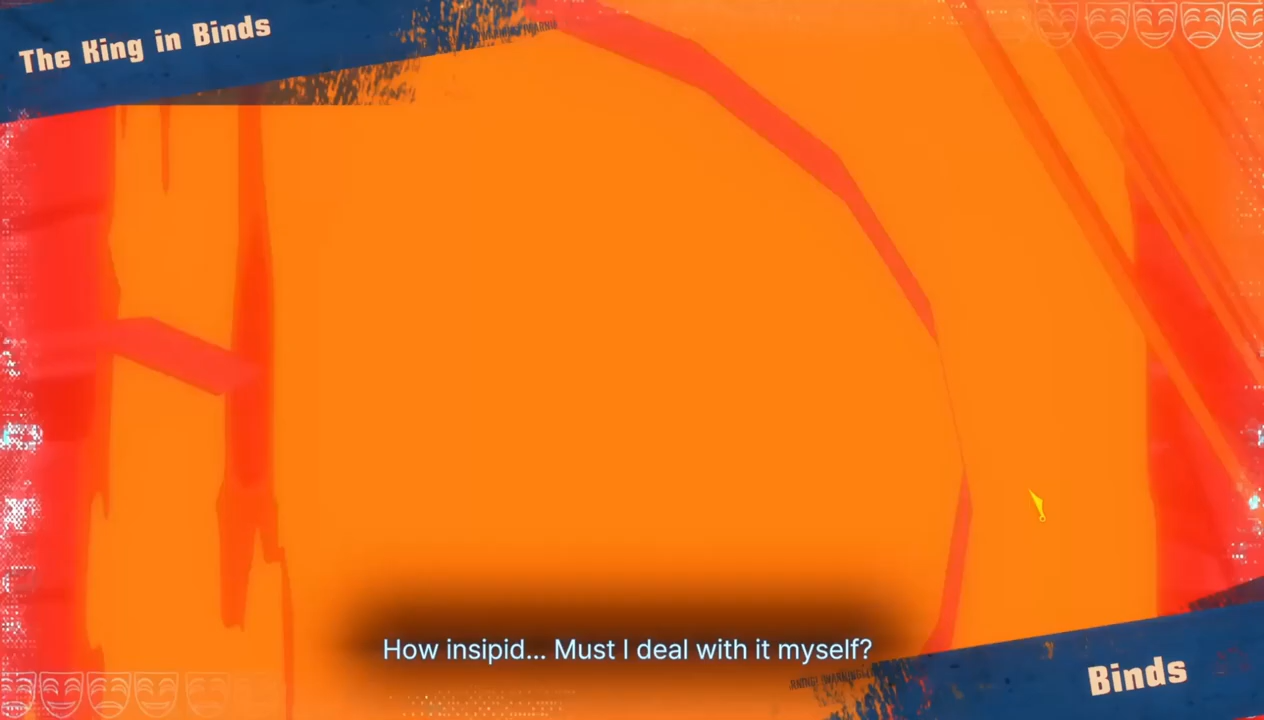 The King in Binds
How insipid... Must I deal with it myself?
Binds